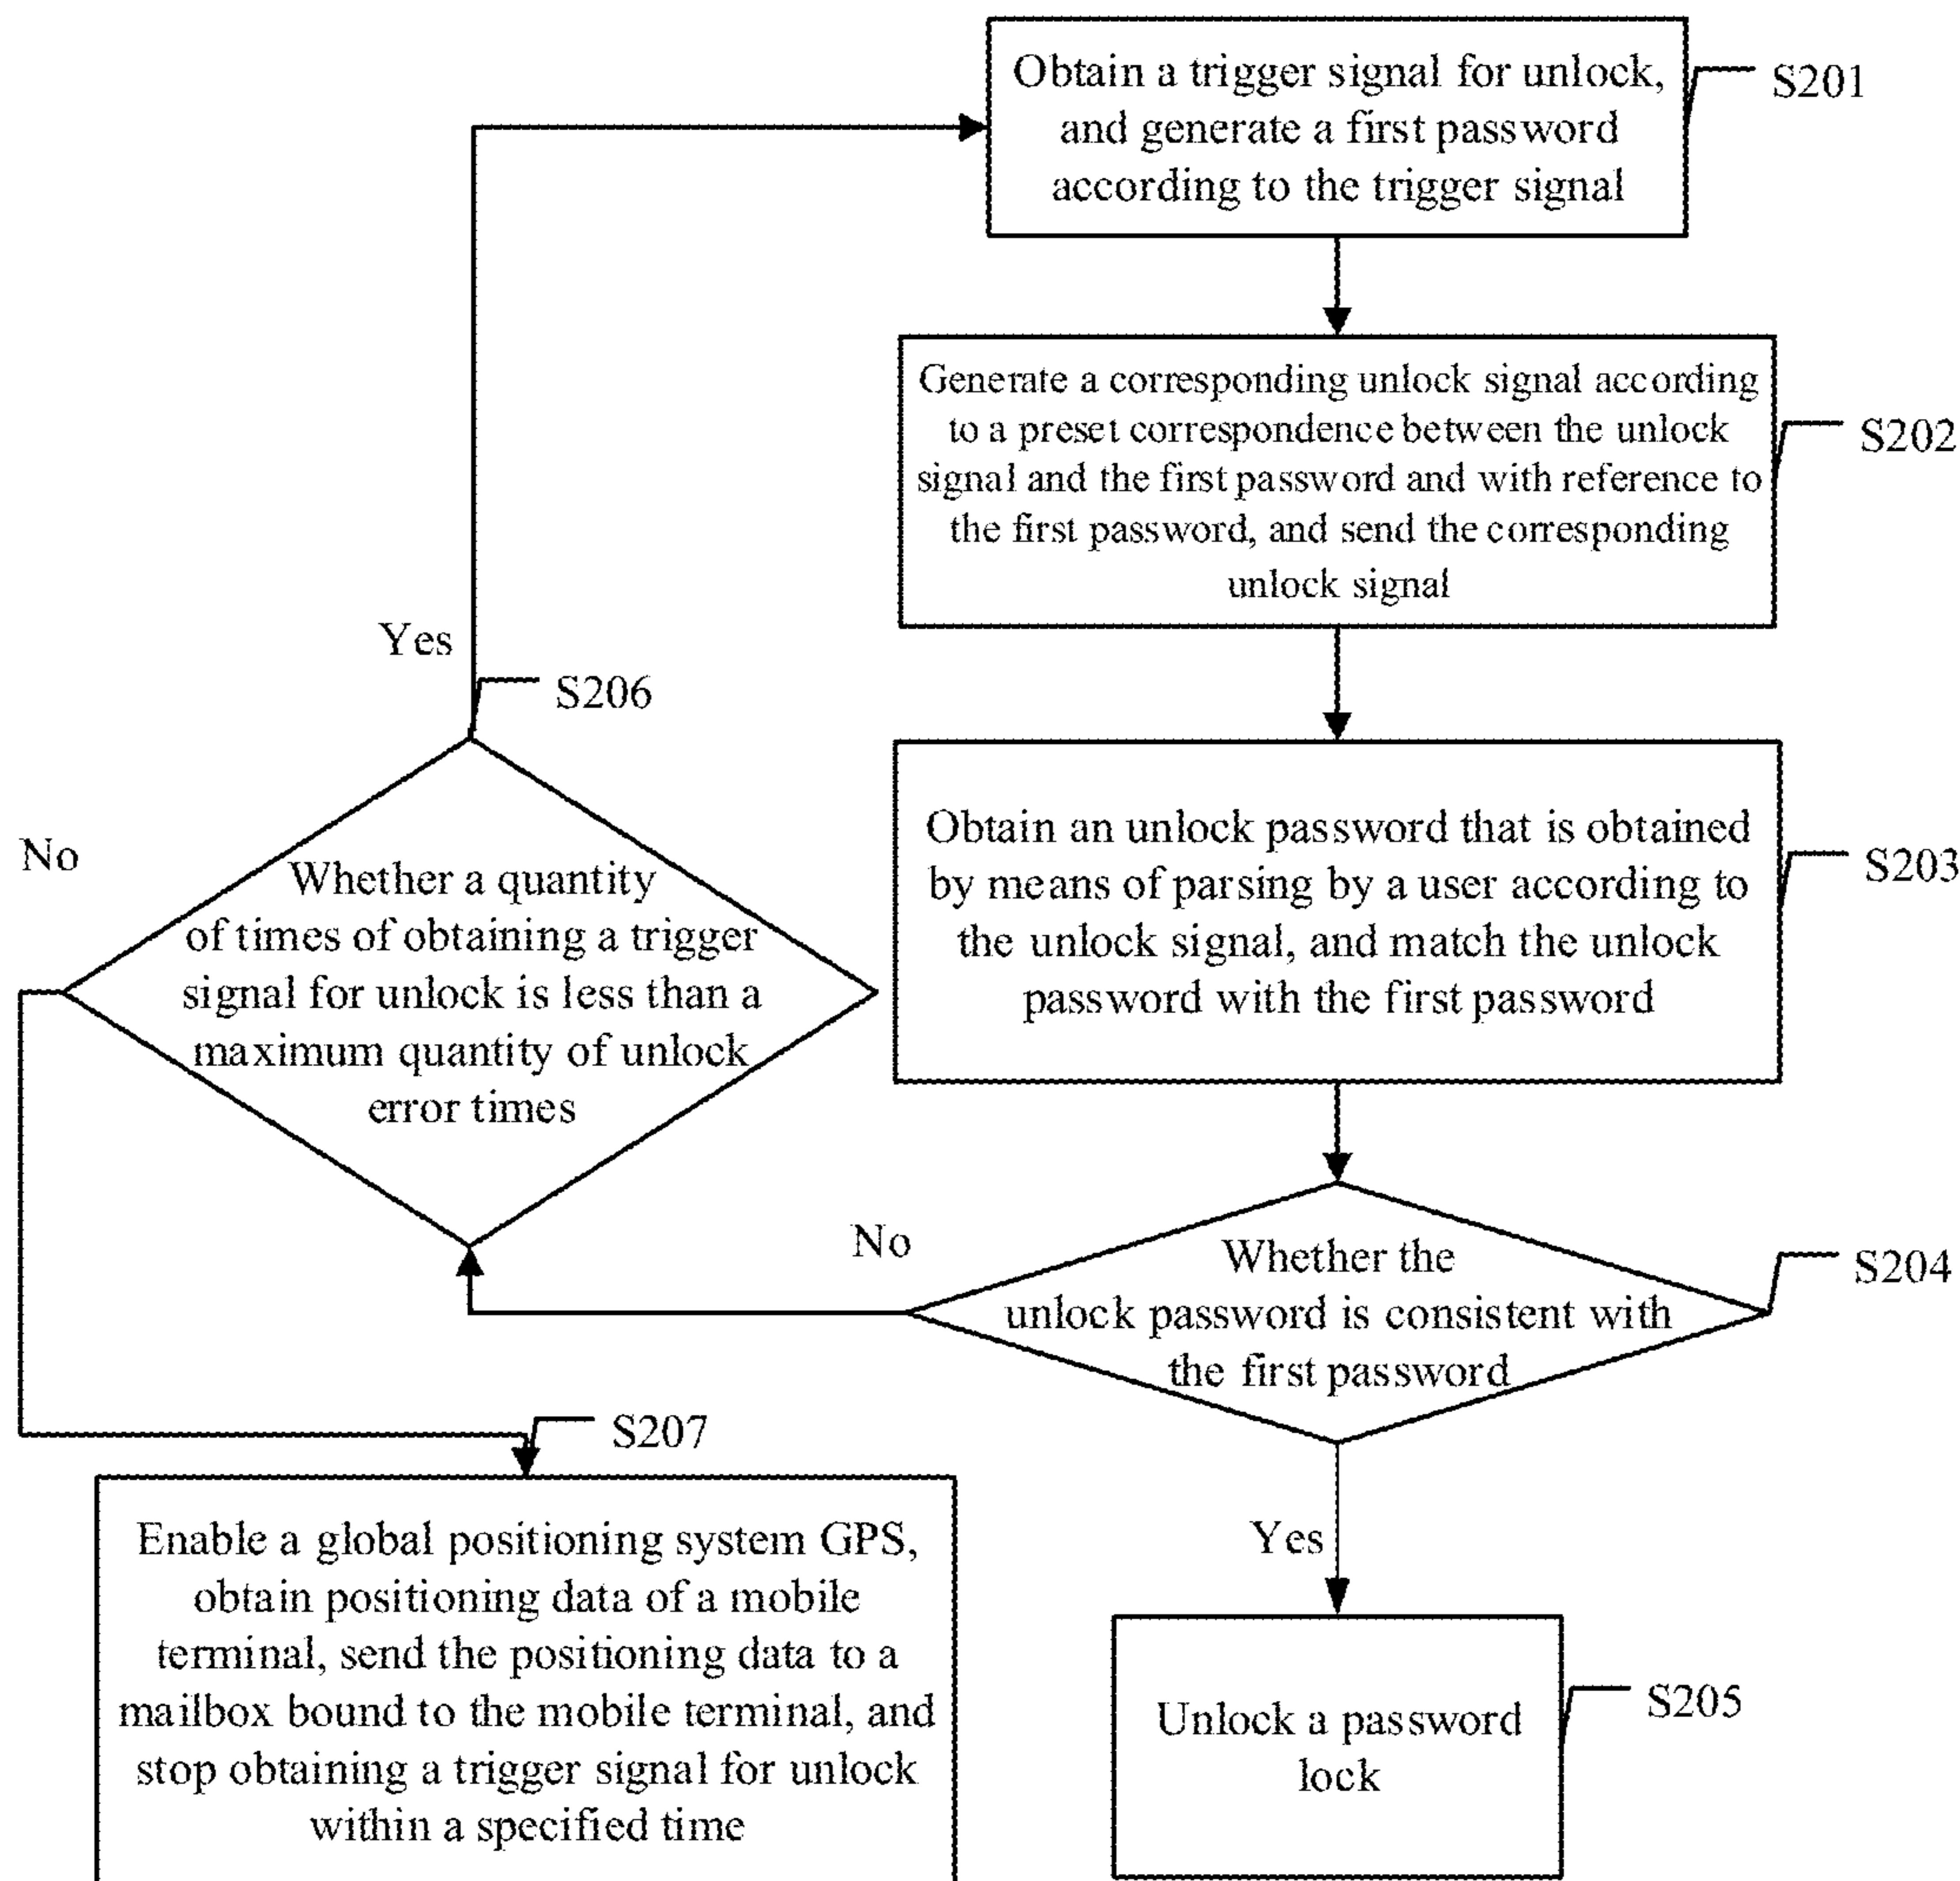 Obtain a trigger signal for unlock,
and generate a first password
according to the trigger signal
S201
Generate a corresponding unlock signal according
to a preset correspondence between the unlock
signal and the first password and with reference to
the first password, and send the corresponding
unlock signal
S202
Yes
S206
No
Whether a quantity
of times of obtaining a trigger
signal for unlock is less than a
maximum quantity of unlock
error times
Obtain an unlock password that is obtained
by means of parsing by a user according to
the unlock signal, and match the unlock
password with the first password
S203
No
Whether the
unlock password is consistent with
the first password
S204
S207
Enable a global positioning system GPS,
obtain positioning data of a mobile
terminal, send the positioning data to a
mailbox bound to the mobile terminal, and
stop obtaining a trigger signal for unlock
within a specified time
Yes
Unlock a password
lock
S205